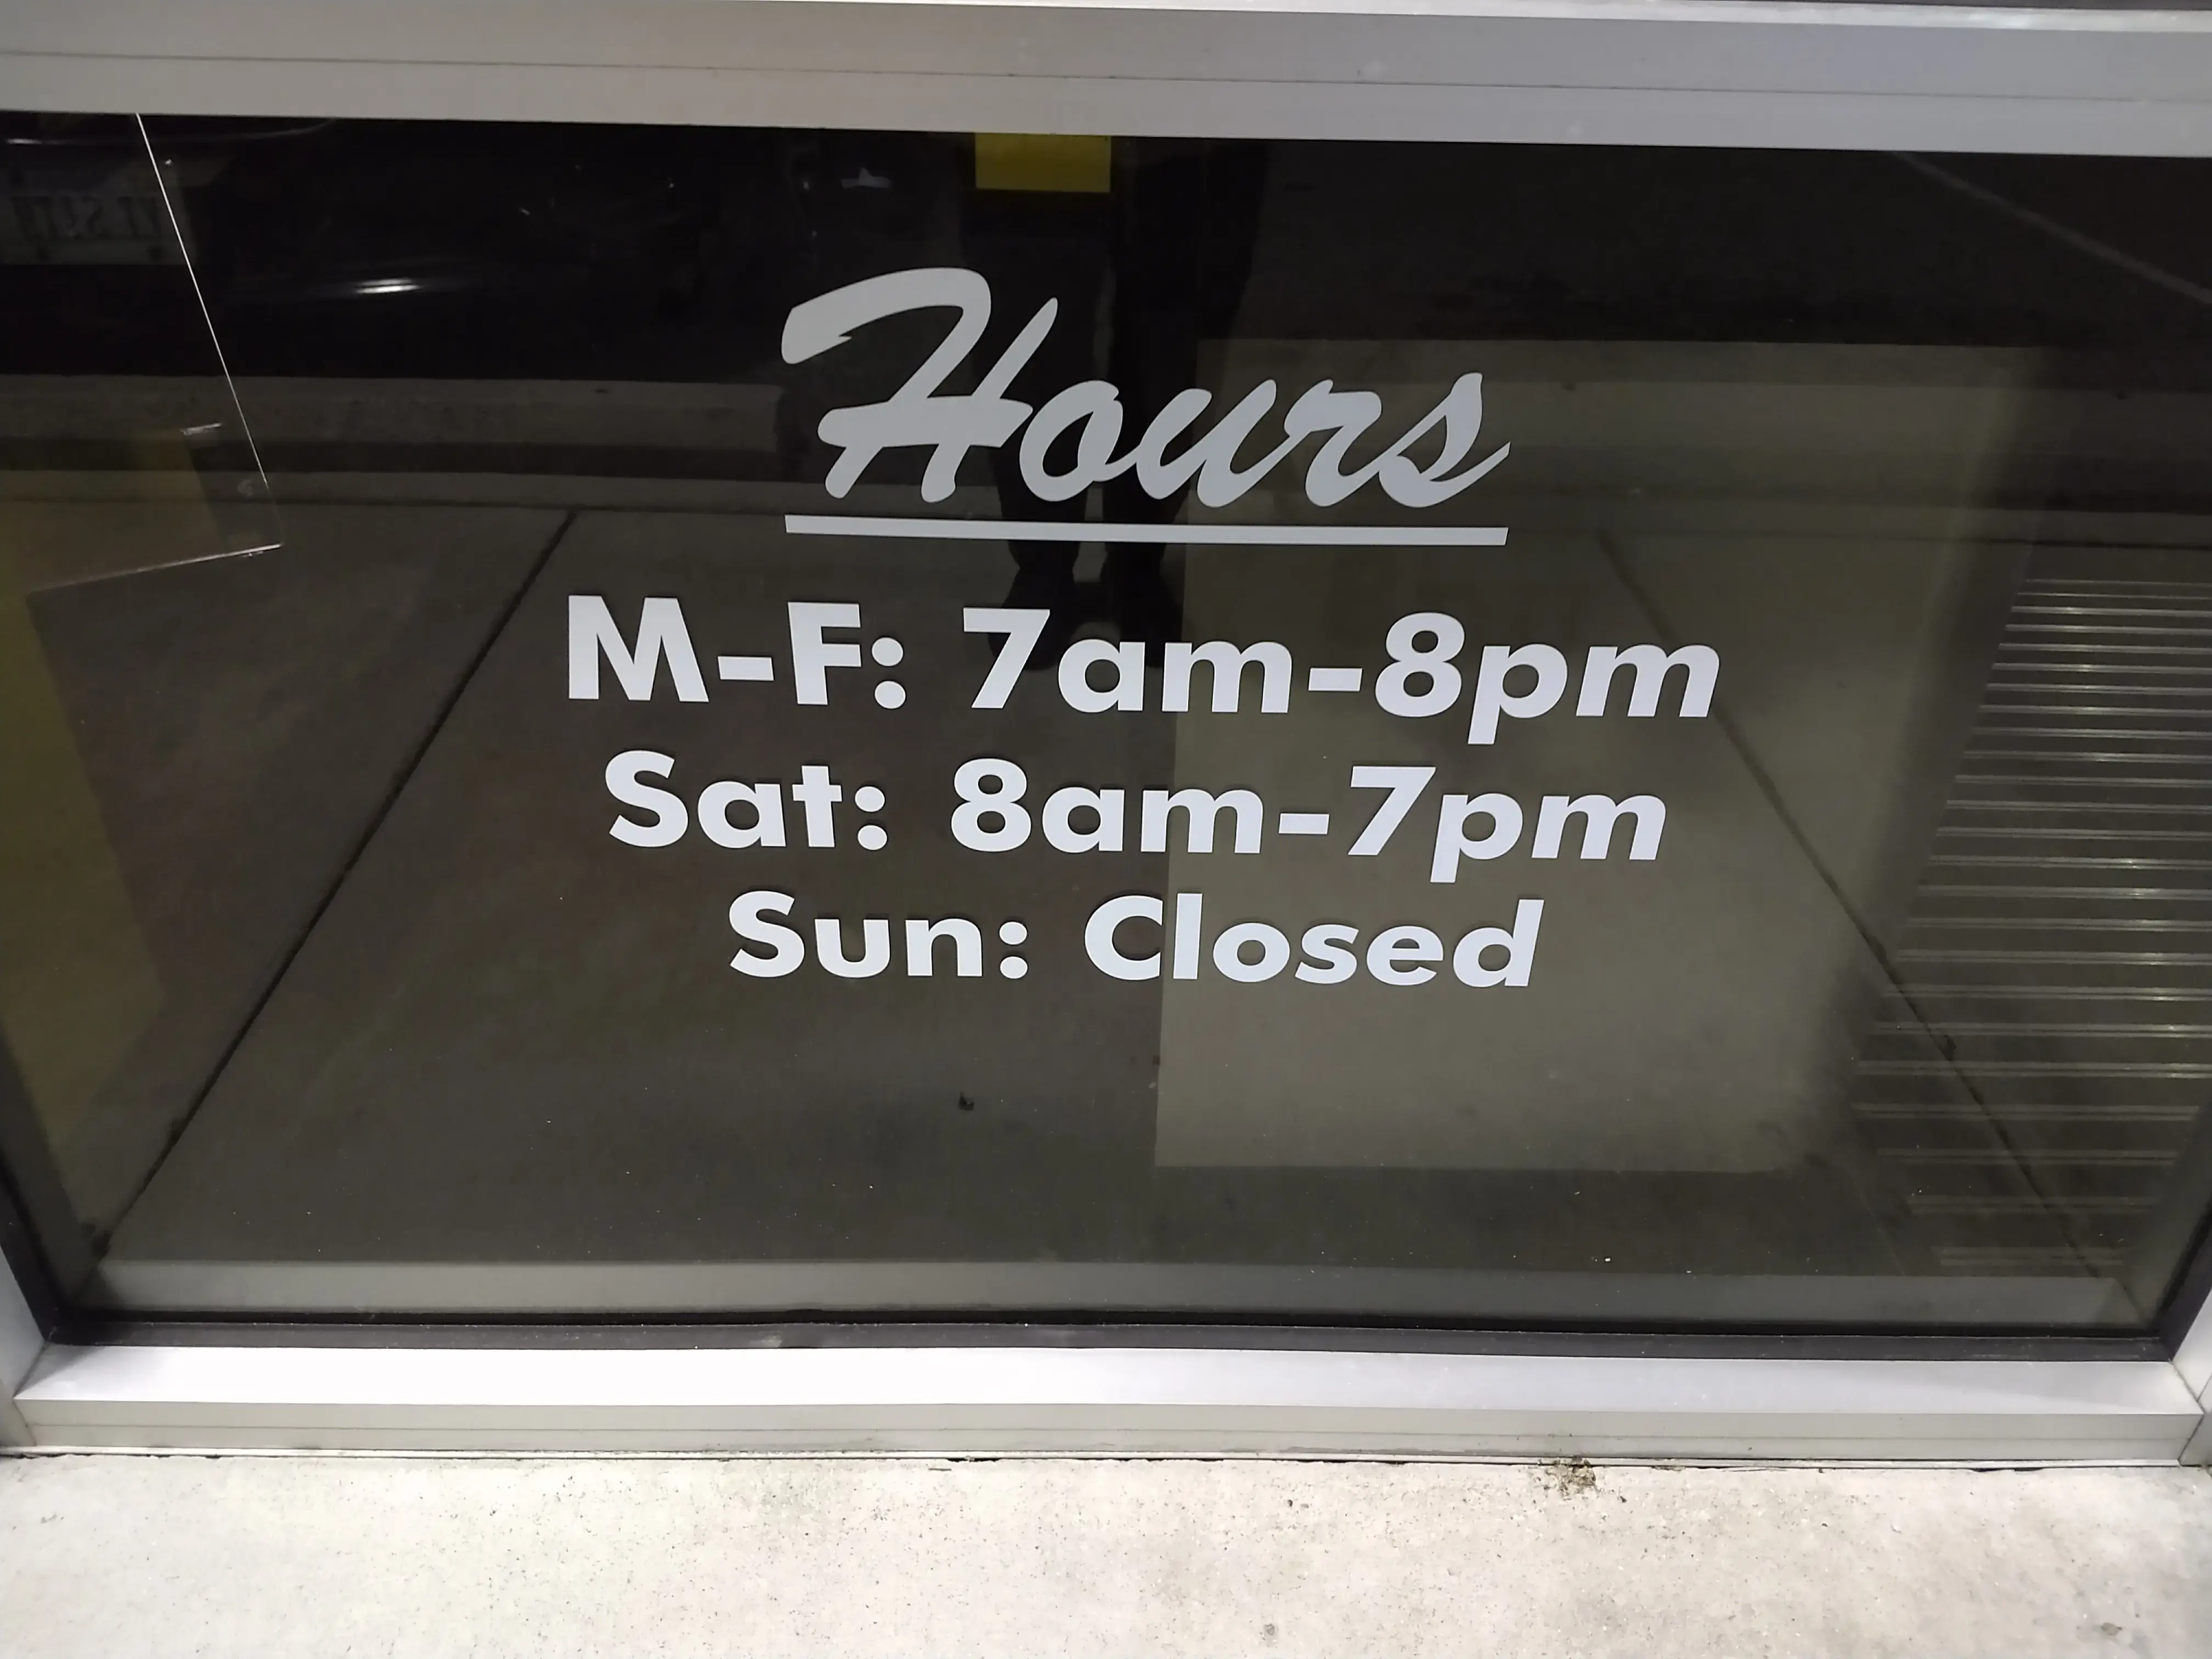 Hours
M-F: 7am-8pm
Sat: 8am-7pm
Sun: Closed